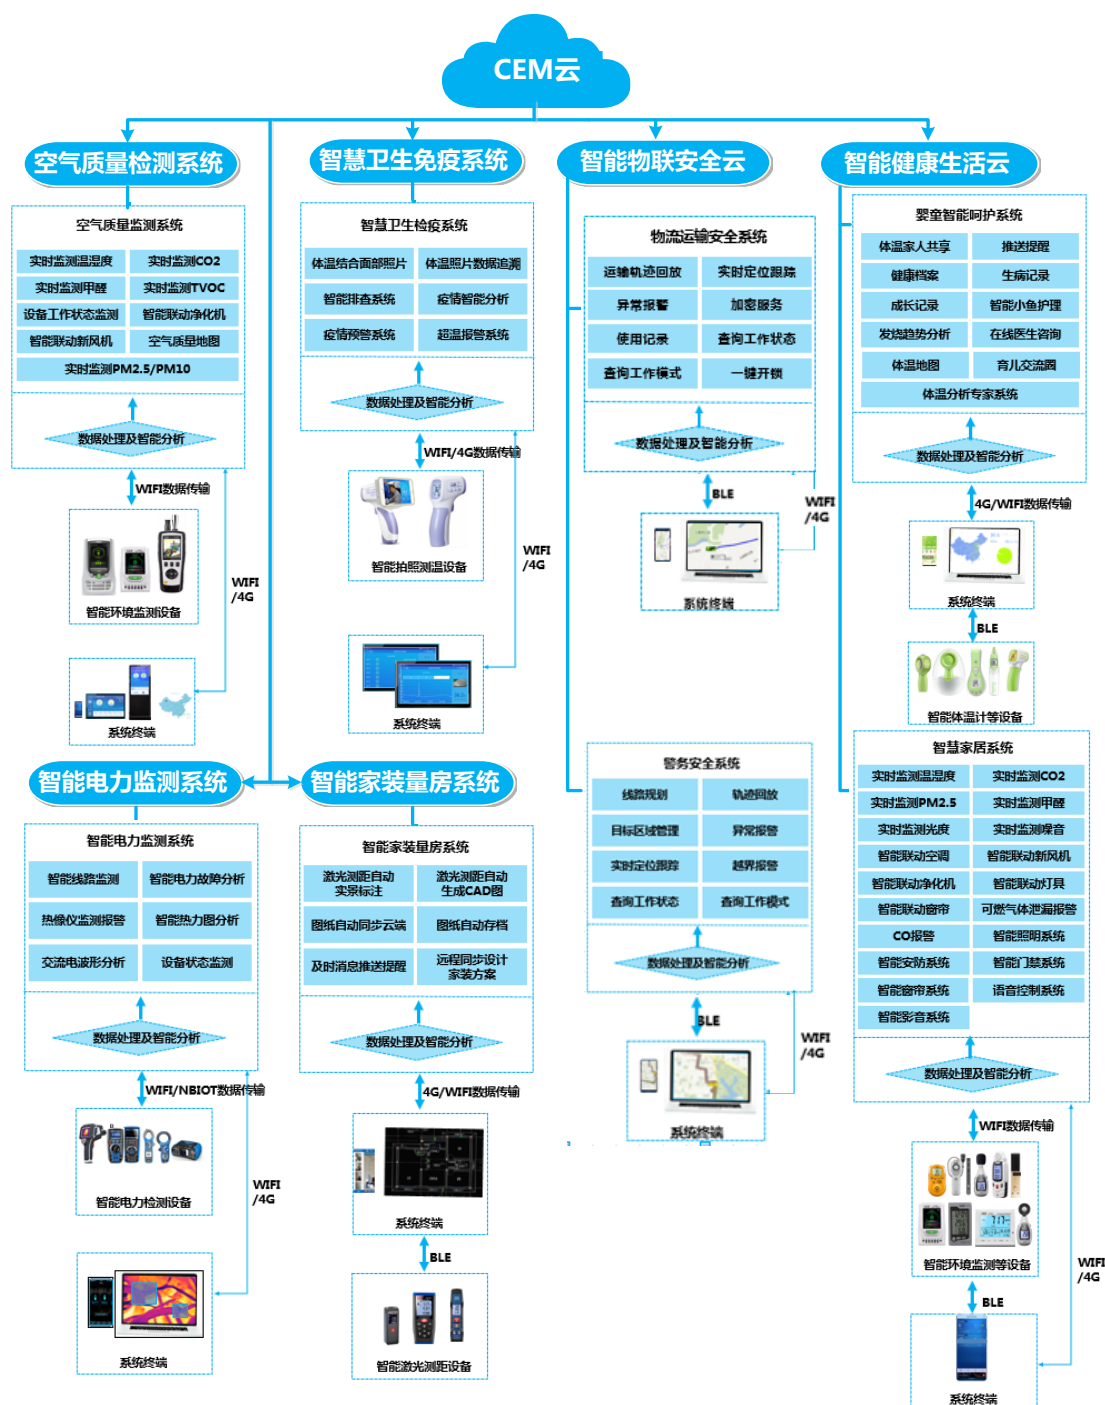 CEM云
空气质量检测系统
智慧卫生免疫系统
智能物联安全云
智能健康生活云
空气质量监测系统
实时监测温湿度
实时监测CO2
实时监测甲醛
实时监测TVOC
设备工作状态监测
智能联动净化机
智能联动新风机
空气质量地图
实时监测PM2.5/PM10
数据处理及智能分析
WIFI数据传输
智能环境监测设备
WIFI
/4G
系统终端
智慧卫生检疫系统
体温结合面部照片
体温照片数据追溯
智能排查系统
疫情智能分析
疫情预警系统
超温报警系统
数据处理及智能分析
WIFI/4G数据传输
智能拍照测温设备
WIFI
/4G
系统终端
物流运输安全系统
运输轨迹回放
实时定位跟踪
异常报警
加密服务
使用记录
查询工作状态
查询工作模式
一键开锁
数据处理及智能分析
BLE
WIFI
/4G
系统终端
婴童智能呵护系统
体温家人共享
推送提醒
健康档案
生病记录
成长记录
智能小鱼护理
发烧趋势分析
在线医生咨询
体温地图
育儿交流圈
体温分析专家系统
数据处理及智能分析
4G/WIFI数据传输
系统终端
BLE
智能体温计等设备
智能电力监测系统
智能家装量房系统
智能电力监测系统
智能线路监测
智能电力故障分析
热像仪监测报警
智能热力图分析
交流电波形分析
设备状态监测
数据处理及智能分析
WIFI/NBIOT数据传输
智能电力检测设备
WIFI
/4G
系统终端
智能家装量房系统
激光测距自动
实景标注
激光测距自动
生成CAD图
图纸自动同步云端
图纸自动存档
及时消息推送提醒
远程同步设计
家装方案
数据处理及智能分析
4G/WIFI数据传输
系统终端
BLE
智能激光测距设备
警务安全系统
线路规划
轨迹回放
目标区域管理
异常报警
实时定位跟踪
越界报警
查询工作状态
查询工作模式
数据处理及智能分析
BLE
WIFI
/4G
系统终端
智慧家居系统
实时监测温湿度
实时监测CO2
实时监测PM2.5
实时监测甲醛
实时监测光度
实时监测噪音
智能联动空调
智能联动新风机
智能联动净化机
智能联动灯具
智能联动窗帘
可燃气体泄漏报警
CO报警
智能照明系统
智能安防系统
智能门禁系统
智能窗帘系统
语音控制系统
智能影音系统
数据处理及智能分析
WIFI数据传输
智能环境监测等设备
WIFI
/4G
BLE
系统终端